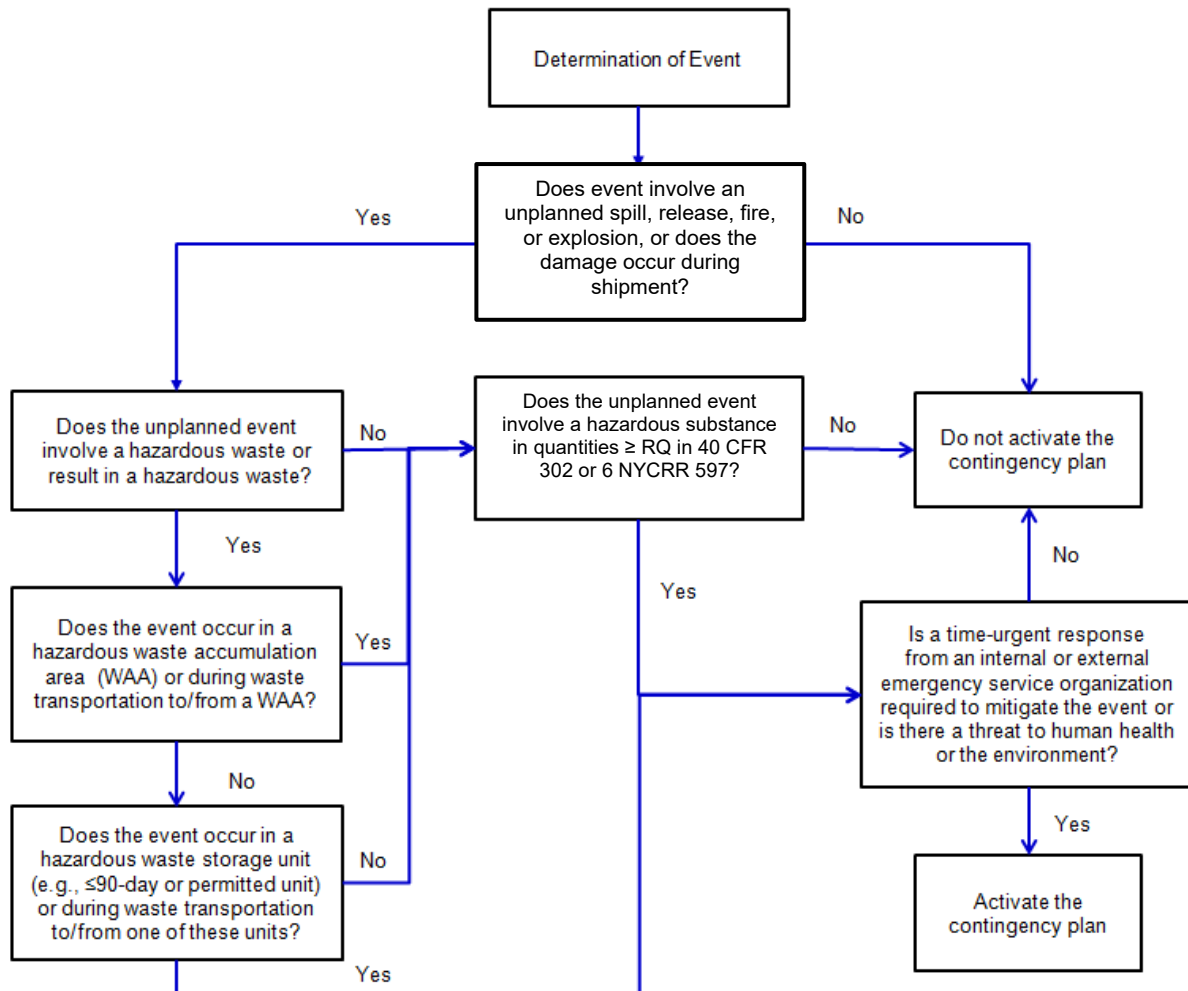 Determination of Event
Does event involve an
unplanned spill, release, fire,
or explosion, or does the
damage occur during
shipment?
Yes
No
Does the unplanned event
involve a hazardous waste or
result in a hazardous waste?
No
Does the unplanned event
involve a hazardous substance
in quantities ≥ RQ in 40 CFR
302 or 6 NYCRR 597?
No
Do not activate the
contingency plan
Yes
No
Yes
Does the event occur in a
hazardous waste accumulation
area (WAA) or during waste
transportation to/from a WAA?
Yes
Is a time-urgent response
from an internal or external
emergency service organization
required to mitigate the event or
is there a threat to human health
or the environment?
No
Does the event occur in a
hazardous waste storage unit
(e.g., ≤90-day or permitted unit)
or during waste transportation
to/from one of these units?
No
Yes
Activate the
contingency plan
Yes